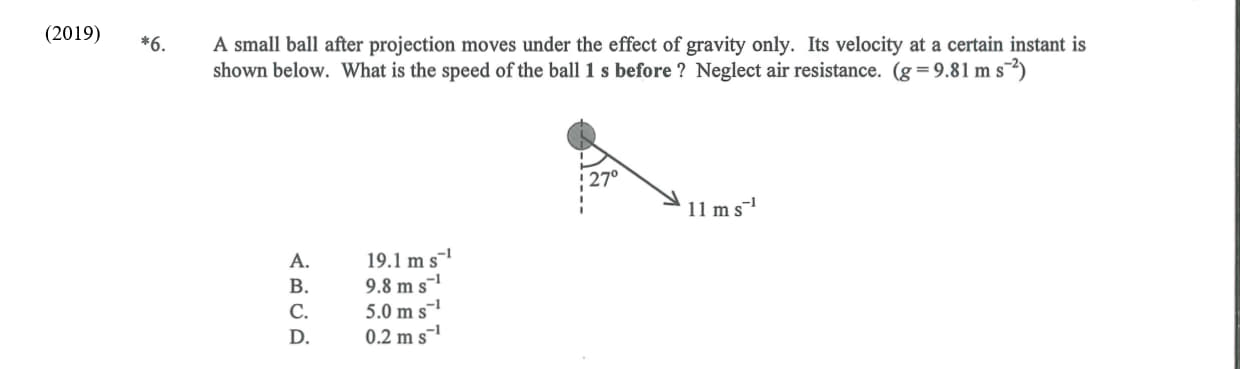 (2019)
*6. A small ball after projection moves under the effect of gravity only. Its velocity at a certain instant is
shown below. What is the speed of the ball 1 s before ? Neglect air resistance. (g = 9.81 m s⁻²)
27°
11 m s⁻¹
A. 19.1 m s⁻¹
B. 9.8 m s⁻¹
C. 5.0 m s⁻¹
D. 0.2 m s⁻¹